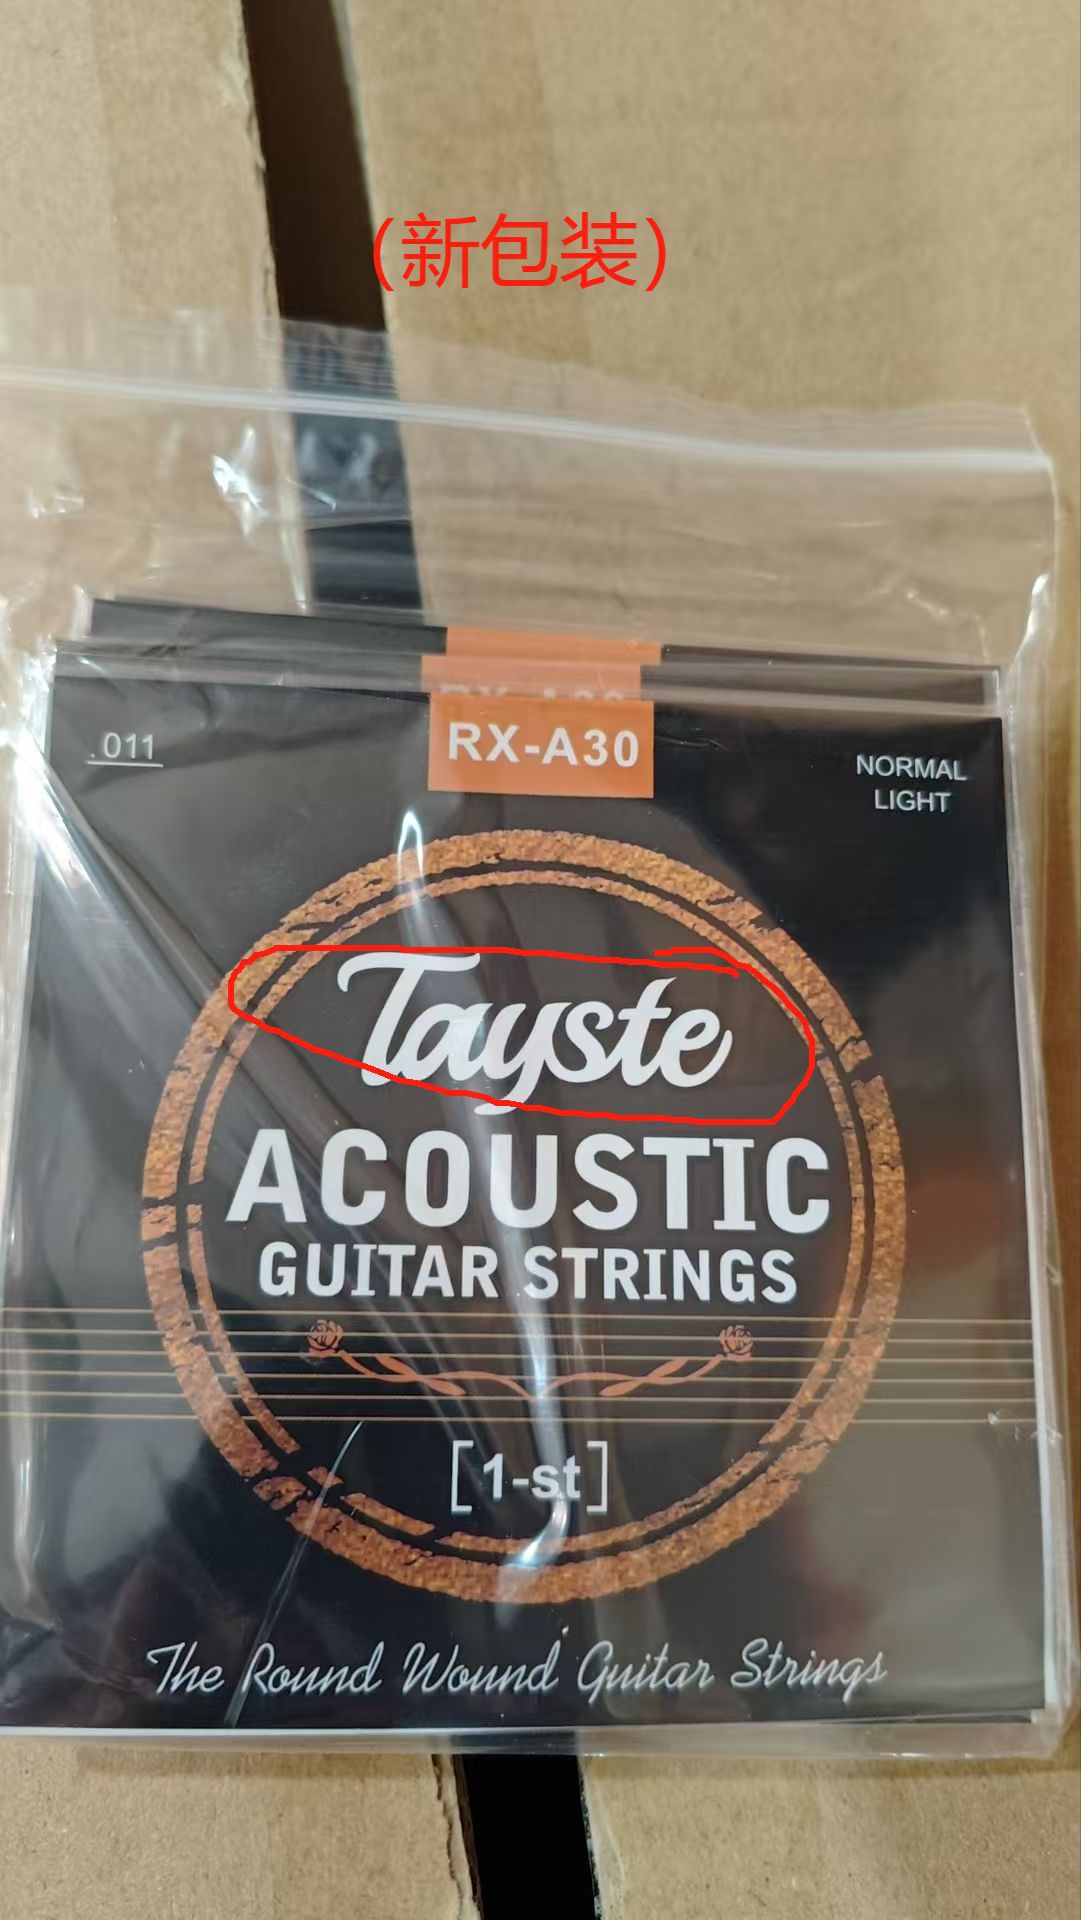 (新包装)
RX-A30
.011
NORMAL
LIGHT
Tayste
ACOUSTIC
GUITAR STRINGS
[1-st]
The Round Wound Guitar Strings